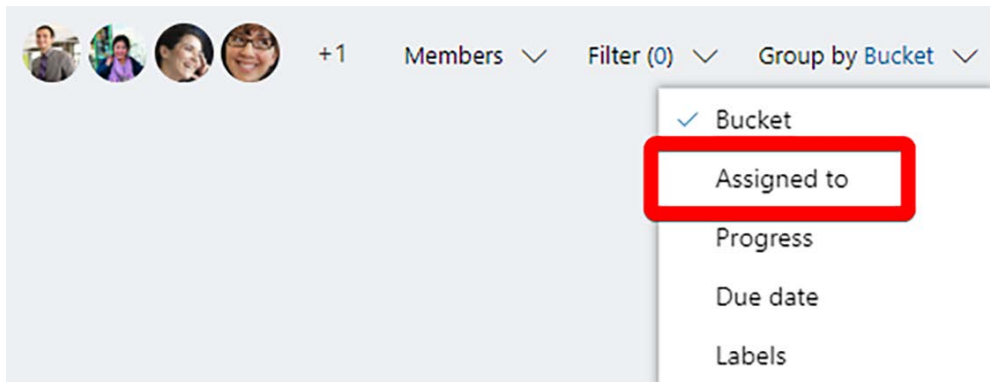 +1 Members Filter (0) Group by Bucket
Bucket
Assigned to
Progress
Due date
Labels